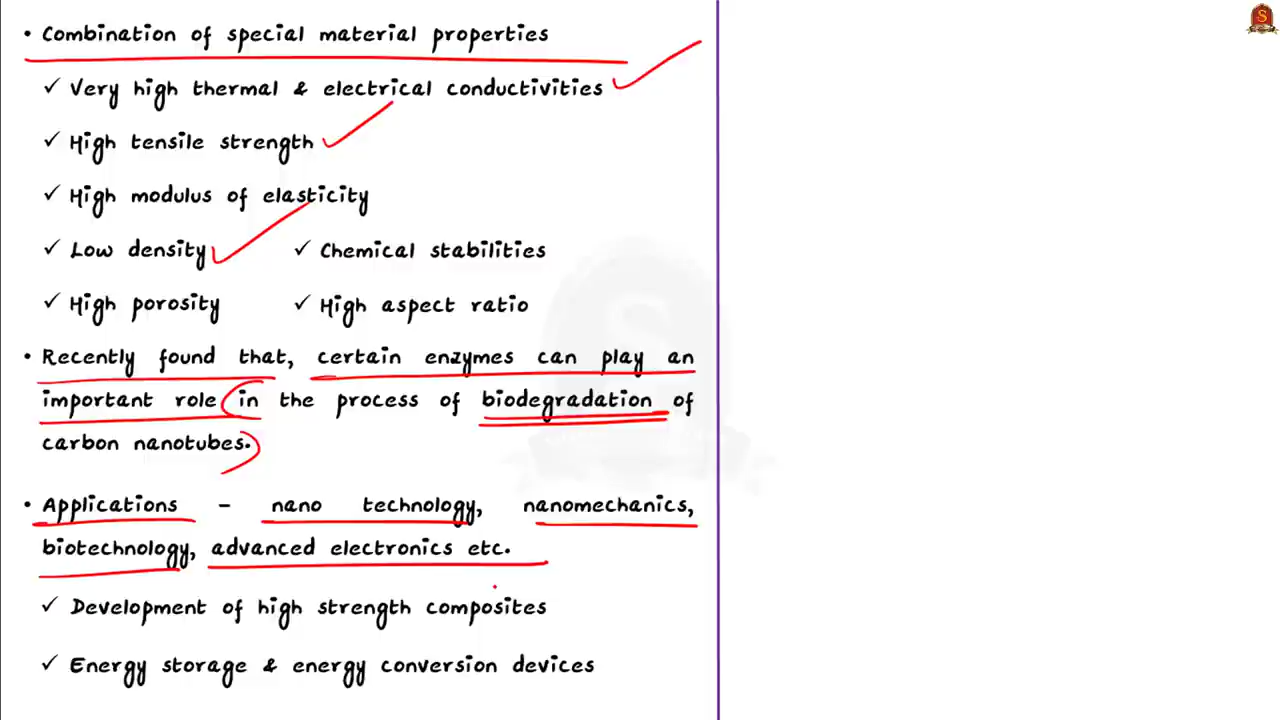 • Combination of special material properties
✓ Very high thermal & electrical conductivities
✓ High tensile strength
✓ High modulus of elasticity
✓ Low density ✓ Chemical stabilities
✓ High porosity ✓ High aspect ratio
• Recently found that, certain enzymes can play an
important role in the process of biodegradation of
carbon nanotubes.
• Applications - nano technology, nanomechanics,
biotechnology, advanced electronics etc.
✓ Development of high strength composites
✓ Energy storage & energy conversion devices
S